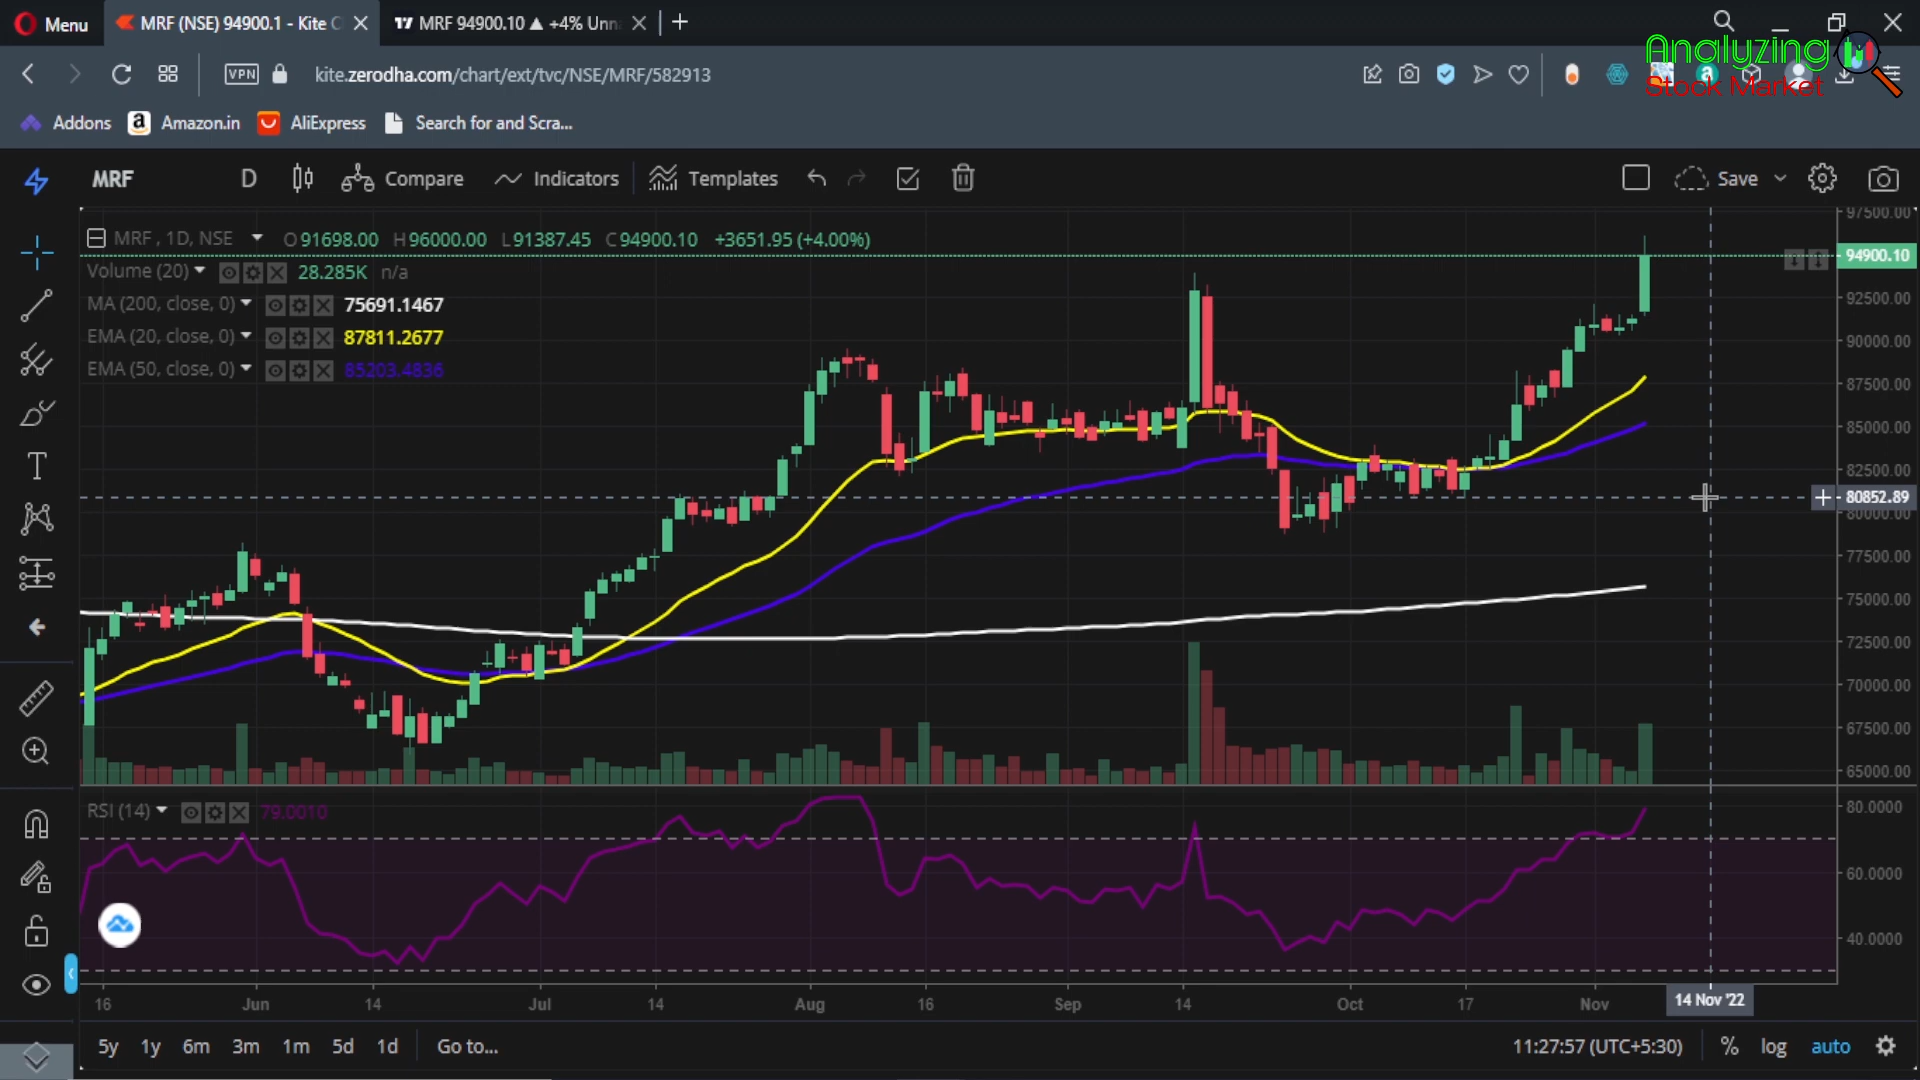 Menu
MRF (NSE) 94900.1 - Kite C
MRF 94900.10 ▲ +4% Unn
VPN
kite.zerodha.com/chart/ext/tvc/NSE/MRF/582913
Analyzing
Stock Market
Addons
Amazon.in
AliExpress
Search for and Scra...
MRF
D
Compare
Indicators
Templates
Save
MRF , 1D, NSE
O 91698.00 H 96000.00 L 91387.45 C 94900.10 +3651.95 (+4.00%)
Volume (20) 28.285K n/a
MA (200, close, 0) 75691.1467
EMA (20, close, 0) 87811.2677
EMA (50, close, 0) 85203.4836
97500.00
94900.10
92500.00
90000.00
87500.00
85000.00
82500.00
80852.89
80000.00
77500.00
75000.00
72500.00
70000.00
67500.00
65000.00
RSI (14) 79.0010
80.0000
60.0000
40.0000
16 Jun 14 Jul 14 Aug 16 Sep 14 Oct 17 Nov 14 Nov '22
5y 1y 6m 3m 1m 5d 1d Go to...
11:27:57 (UTC+5:30) % log auto